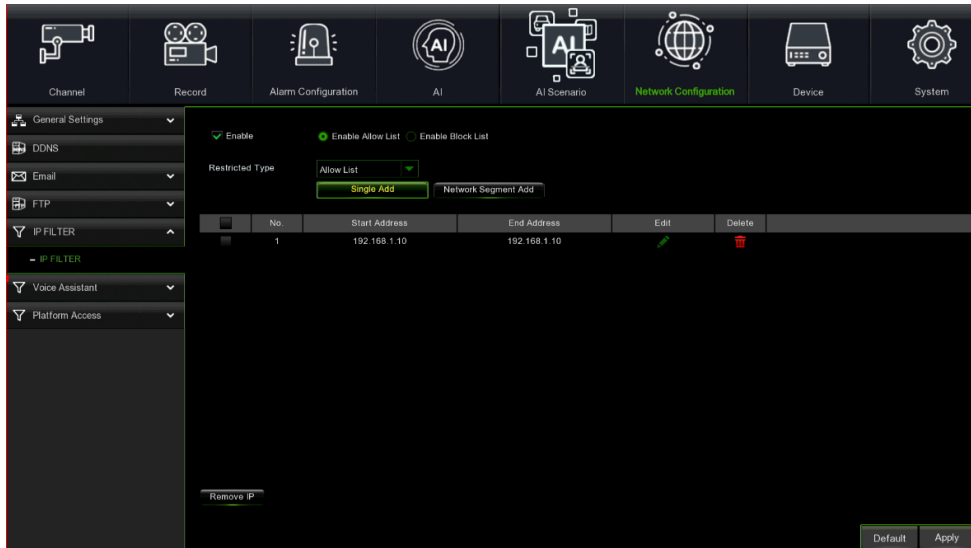 AI
AI
Channel
Record
Alarm Configuration
AI
AI Scenario
Network Configuration
Device
System
General Settings
DDNS
Email
FTP
IP FILTER
– IP FILTER
Voice Assistant
Platform Access
Enable
Enable Allow List
Enable Block List
Restricted Type
Allow List
Single Add
Network Segment Add
No. Start Address End Address Edit Delete
1 192.168.1.10 192.168.1.10
Remove IP
Default
Apply